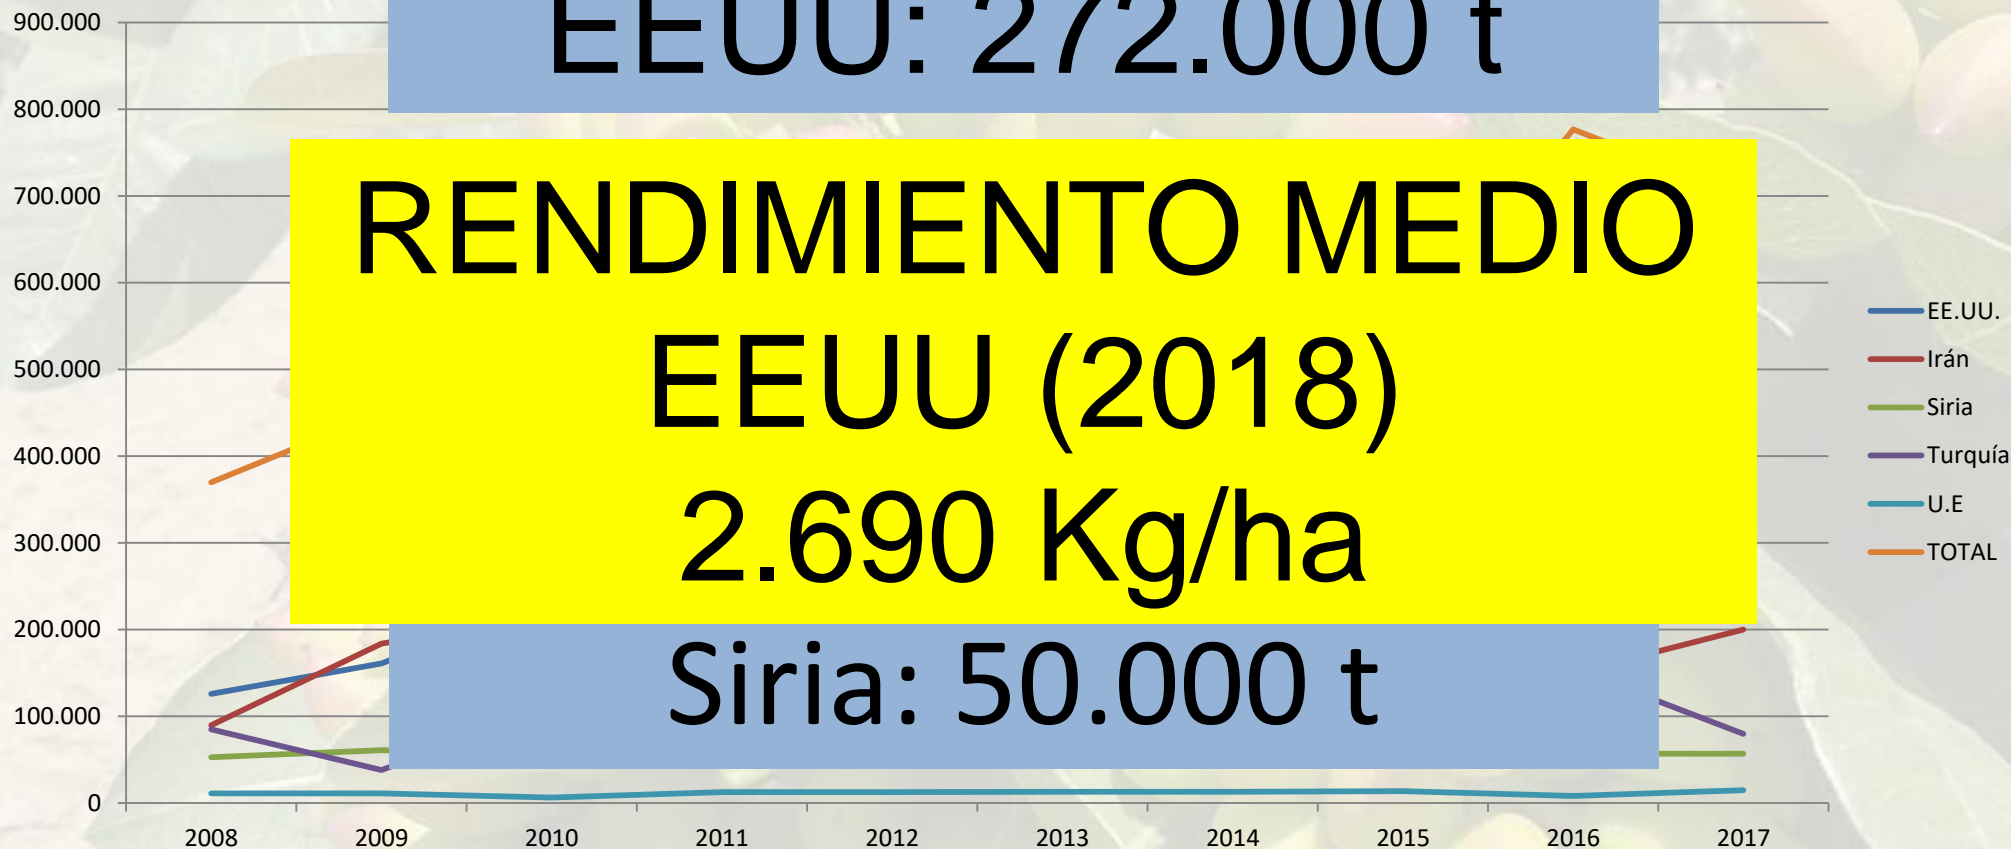 900.000
800.000
700.000
600.000
500.000
400.000
300.000
200.000
100.000
0
EEUU: 272.000 t
RENDIMIENTO MEDIO
EEUU (2018)
2.690 Kg/ha
Siria: 50.000 t
EE.UU.
Irán
Siria
Turquía
U.E
TOTAL
2008 2009 2010 2011 2012 2013 2014 2015 2016 2017